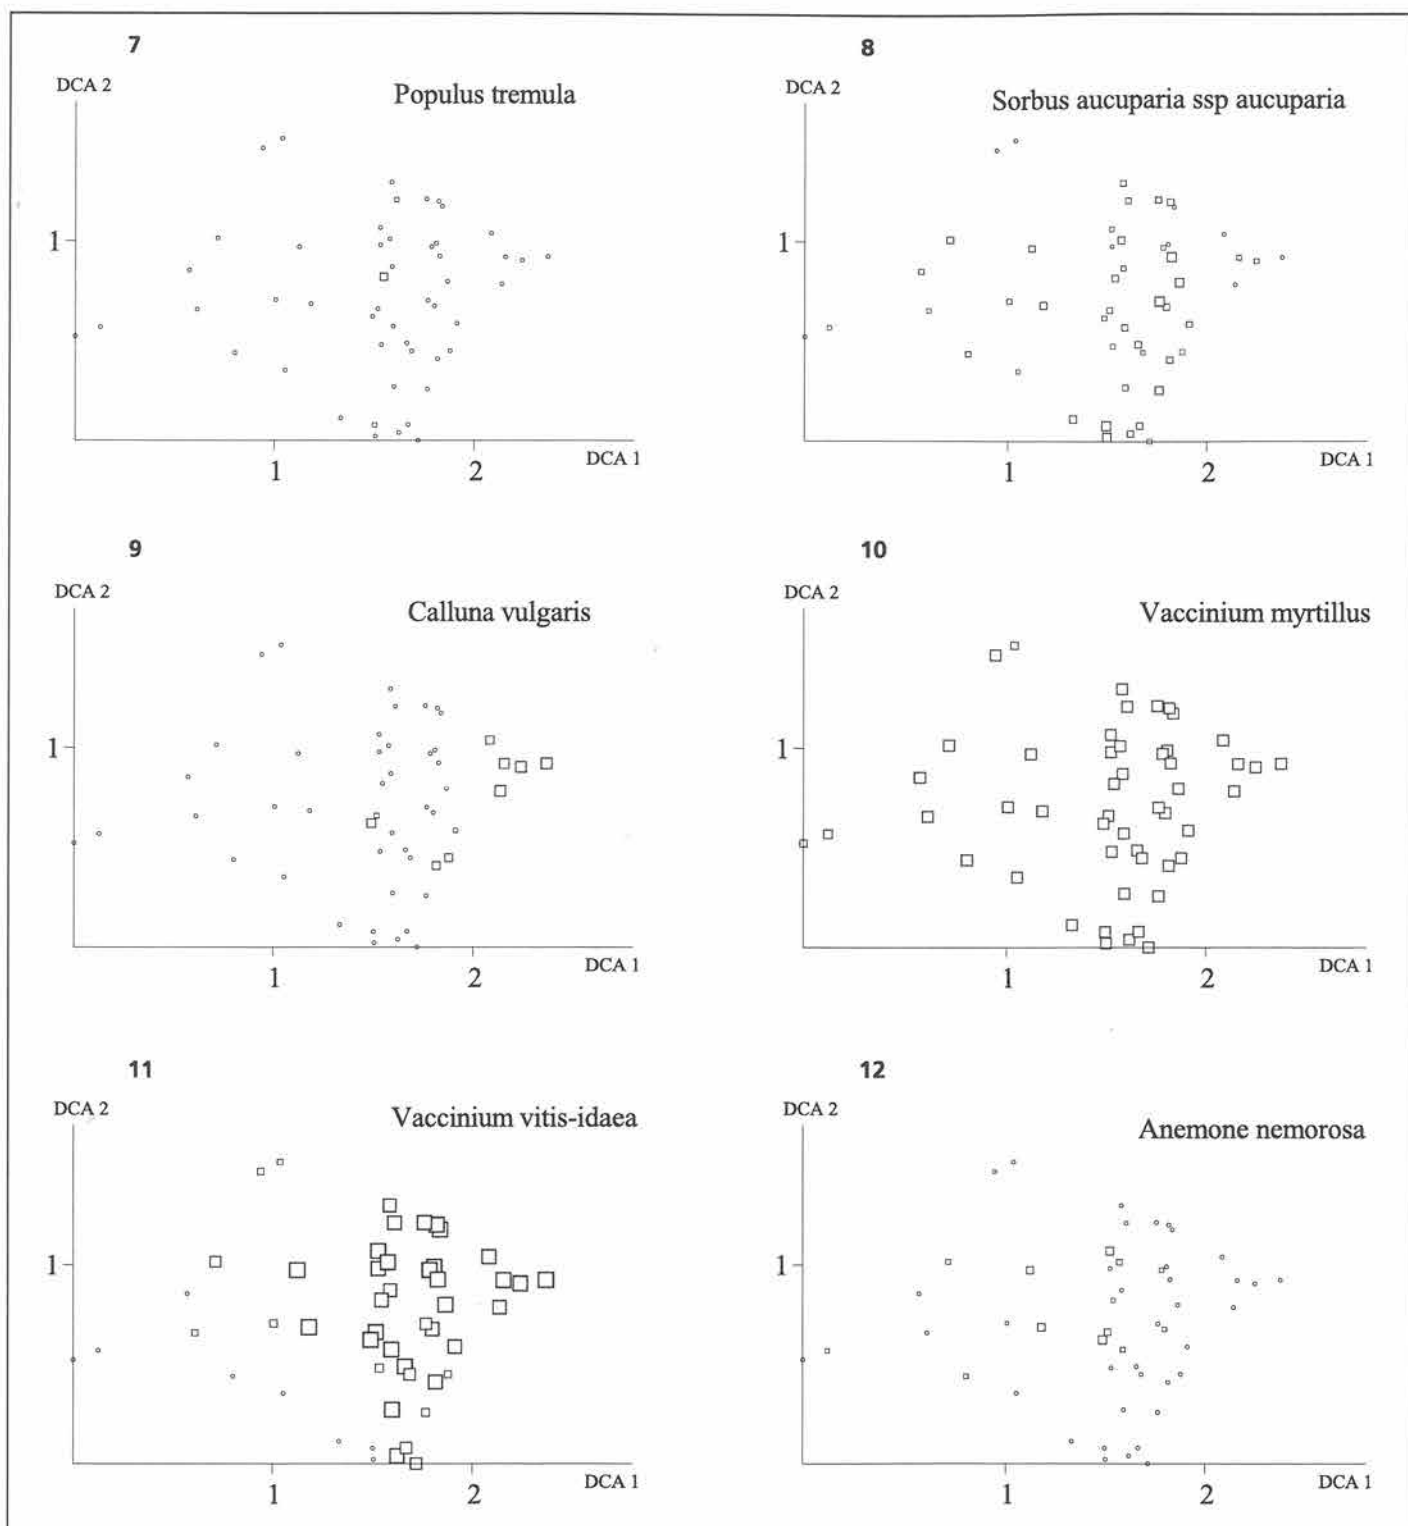 7
DCA 2
Populus tremula
1
1
2
DCA 1
8
DCA 2
Sorbus aucuparia ssp aucuparia
1
1
2
DCA 1
9
DCA 2
Calluna vulgaris
1
1
2
DCA 1
10
DCA 2
Vaccinium myrtillus
1
1
2
DCA 1
11
DCA 2
Vaccinium vitis-idaea
1
1
2
DCA 1
12
DCA 2
Anemone nemorosa
1
1
2
DCA 1